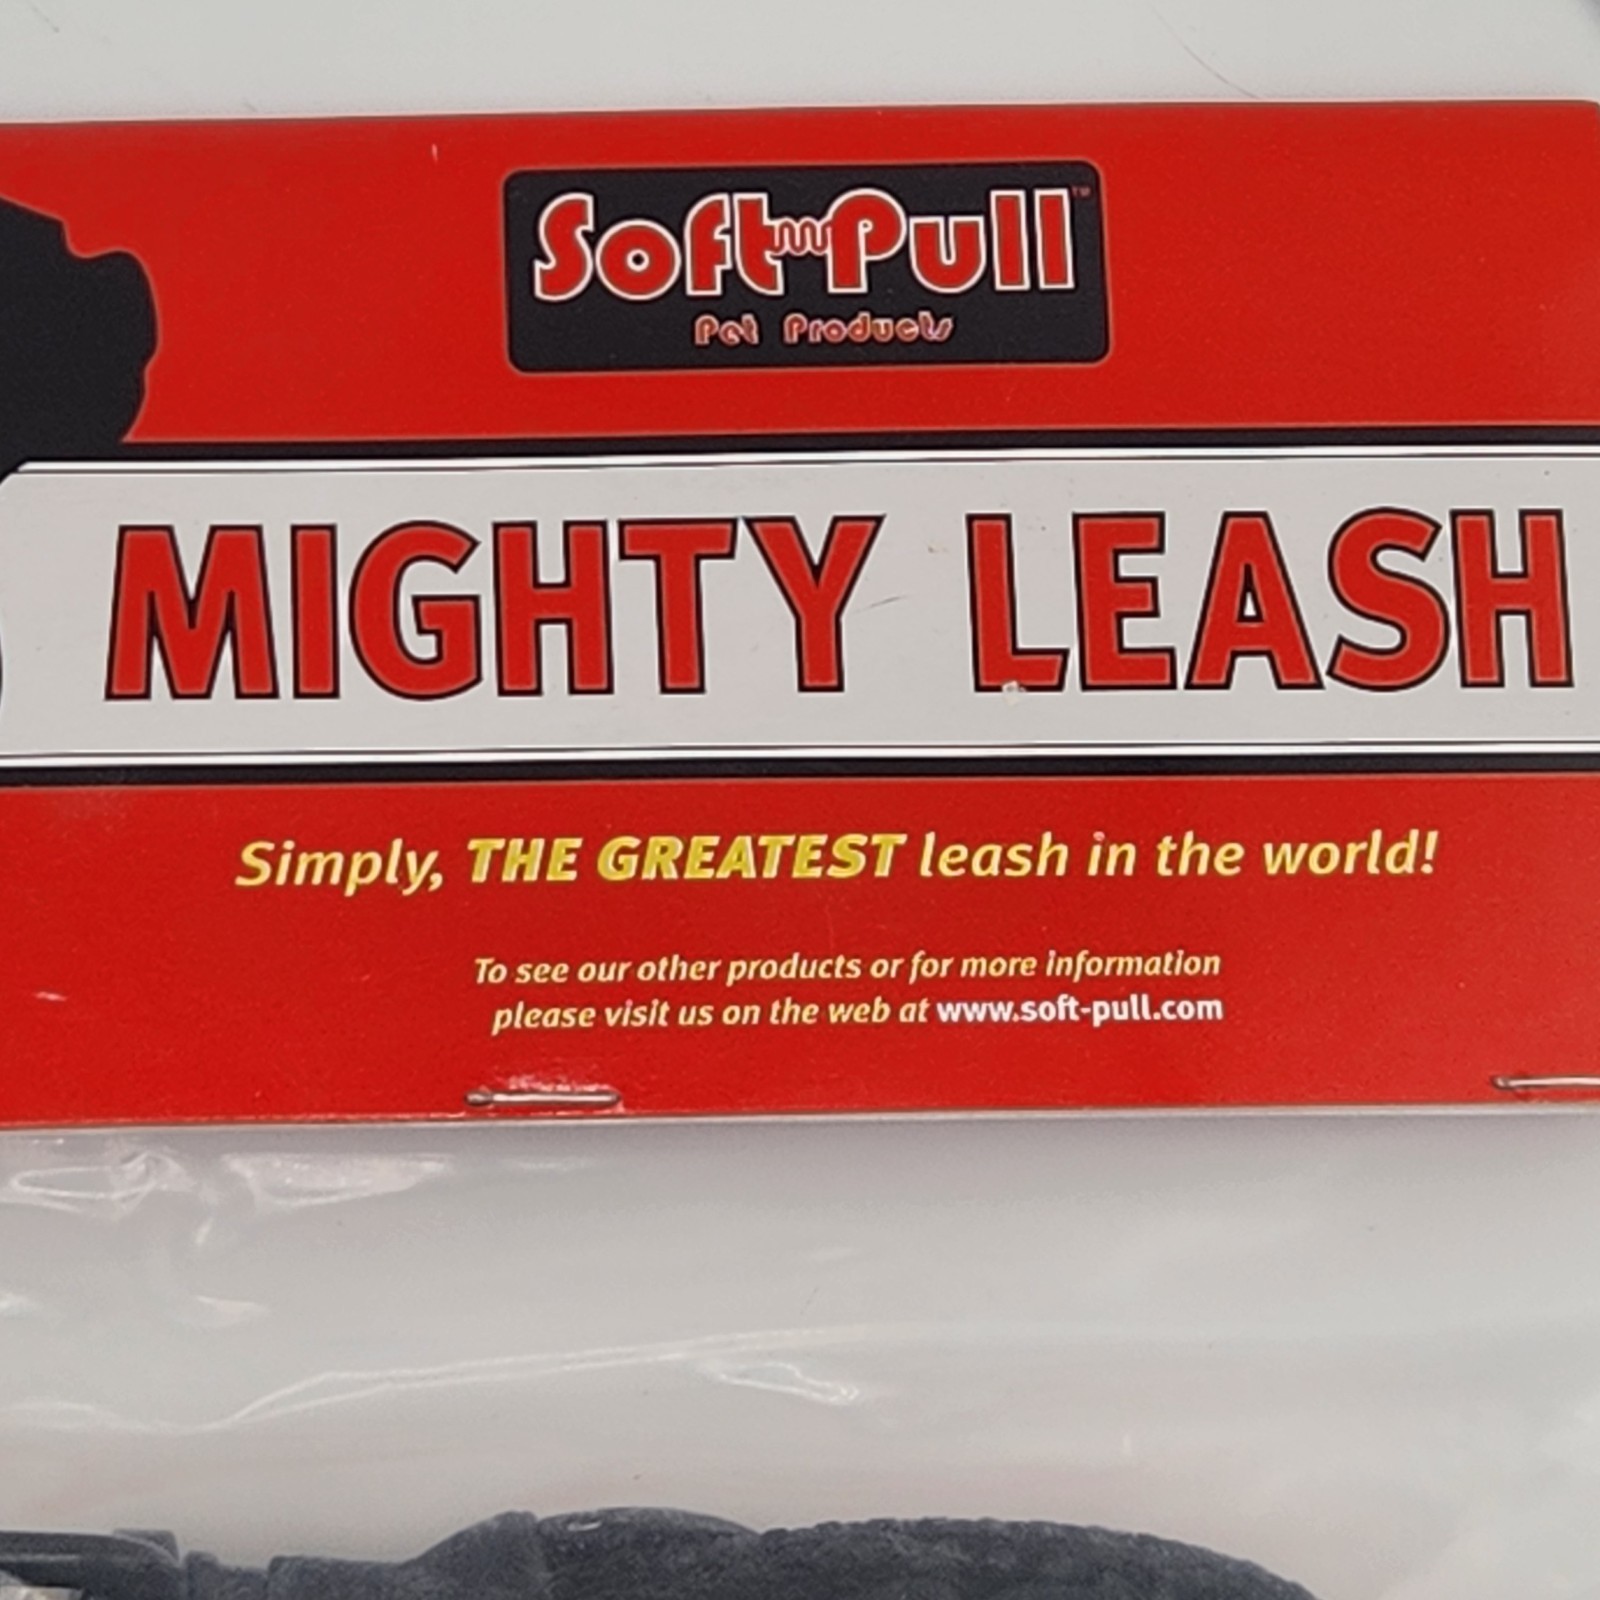 Soft Pull™
Pet Products
MIGHTY LEASH
Simply, THE GREATEST leash in the world!
To see our other products or for more information
please visit us on the web at www.soft-pull.com